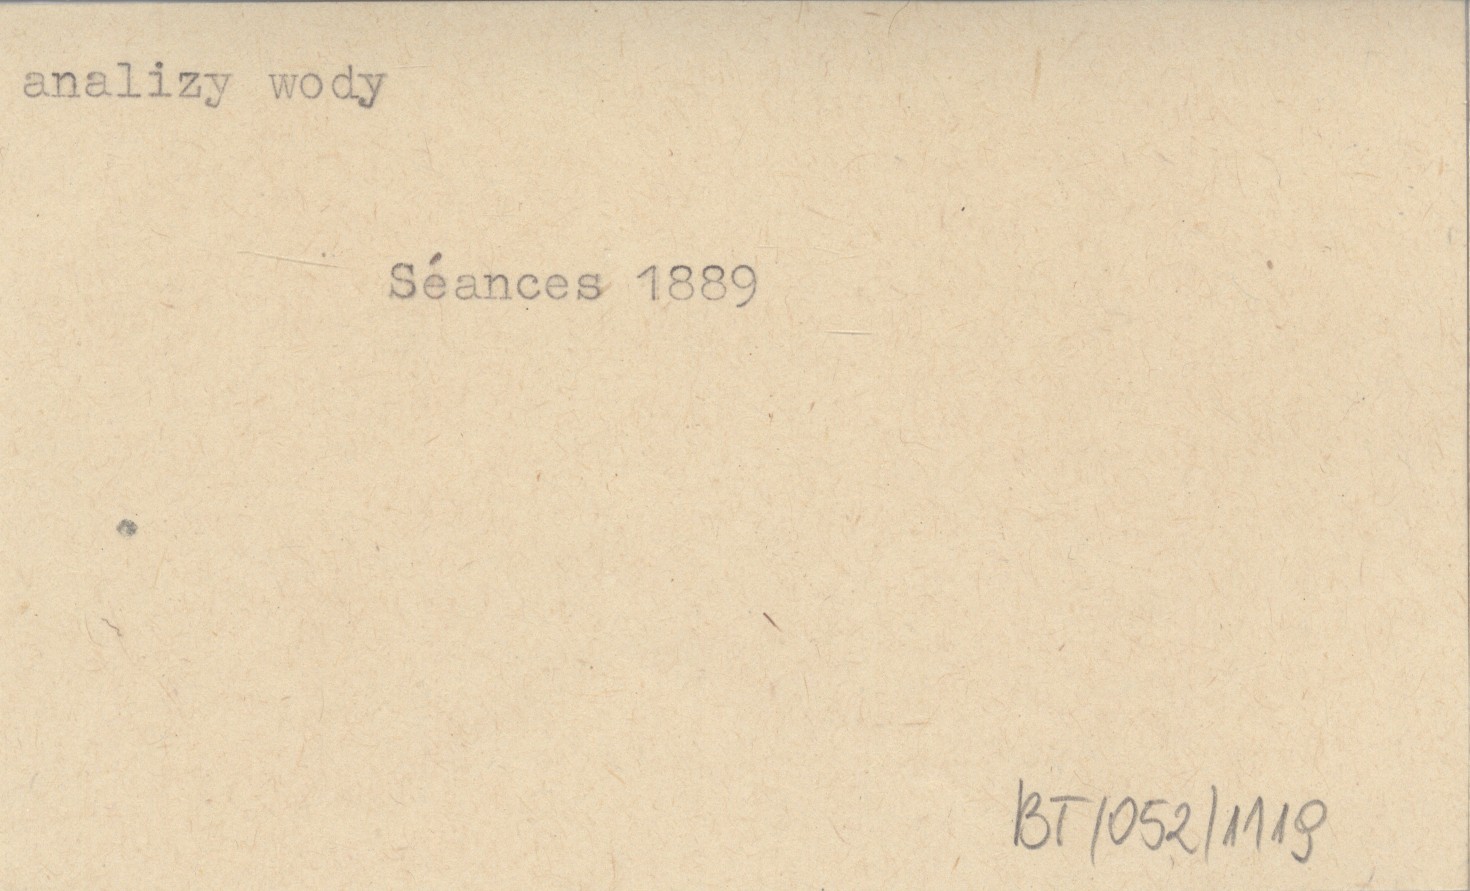 analizy wody
Séances 1889
BT/052/1119